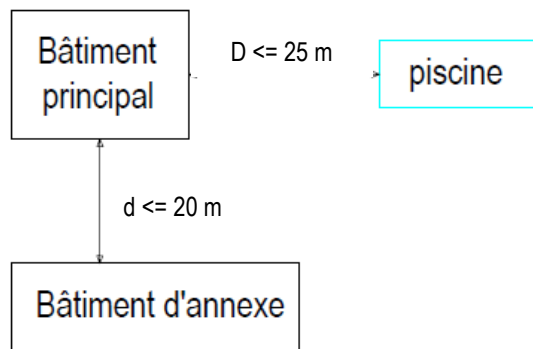 Bâtiment
principal
D <= 25 m
piscine
d <= 20 m
Bâtiment d'annexe